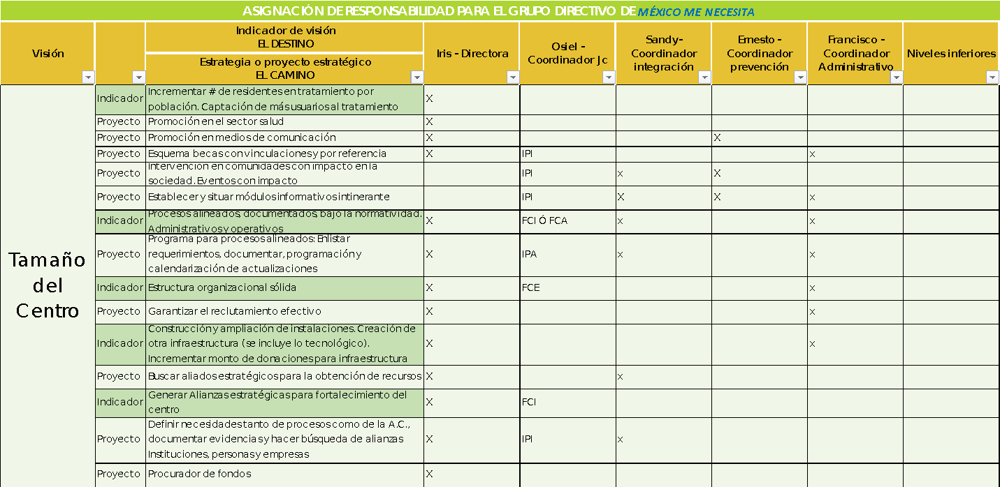 ASIGNACIÓN DE RESPONSABILIDAD PARA EL GRUPO DIRECTIVO DE MÉXICO ME NECESITA
Visión
Indicador de visión
EL DESTINO
Estrategia o proyecto estratégico
EL CAMINO
Iris - Directora
Osiel -
Coordinador Jc
Sandy-
Coordinador
integración
Ernesto -
Coordinador
prevención
Francisco -
Coordinador
Administrativo
Niveles inferiores
Tamaño
del
Centro
Indicador
Incrementar # de residentes en tratamiento por
población. Captación de más usuarios al tratamiento
X
Proyecto Promoción en el sector salud X
Proyecto Promoción en medios de comunicación X X
Proyecto Esquema becas con vinculaciones y por referencia X IPI x
Proyecto
Intervención en comunidades con impacto en la
sociedad. Eventos con impacto
IPI x X
Proyecto Establecer y situar módulos informativos intinerante IPI X X x
Indicador
Procesos alineados, documentados, bajo la normatividad.
Administrativos y operativos
X FCI Ó FCA x x
Proyecto
Programa para procesos alineados: Enlistar
requerimientos, documentar, programación y
calendarización de actualizaciones
X IPA x x
Indicador Estructura organizacional sólida X FCE x
Proyecto Garantizar el reclutamiento efectivo X x
Indicador
Construcción y ampliación de instalaciones. Creación de
otra infraestructura (se incluye lo tecnológico).
Incrementar monto de donaciones para infraestructura
X x
Proyecto Buscar aliados estratégicos para la obtención de recursos X x
Indicador
Generar Alianzas estratégicas para fortalecimiento del
centro
X FCI
Proyecto
Definir necesidades tanto de procesos como de la A.C.,
documentar evidencias y hacer búsqueda de alianzas
Instituciones, personas y empresas
X IPI x
Proyecto Procurador de fondos X